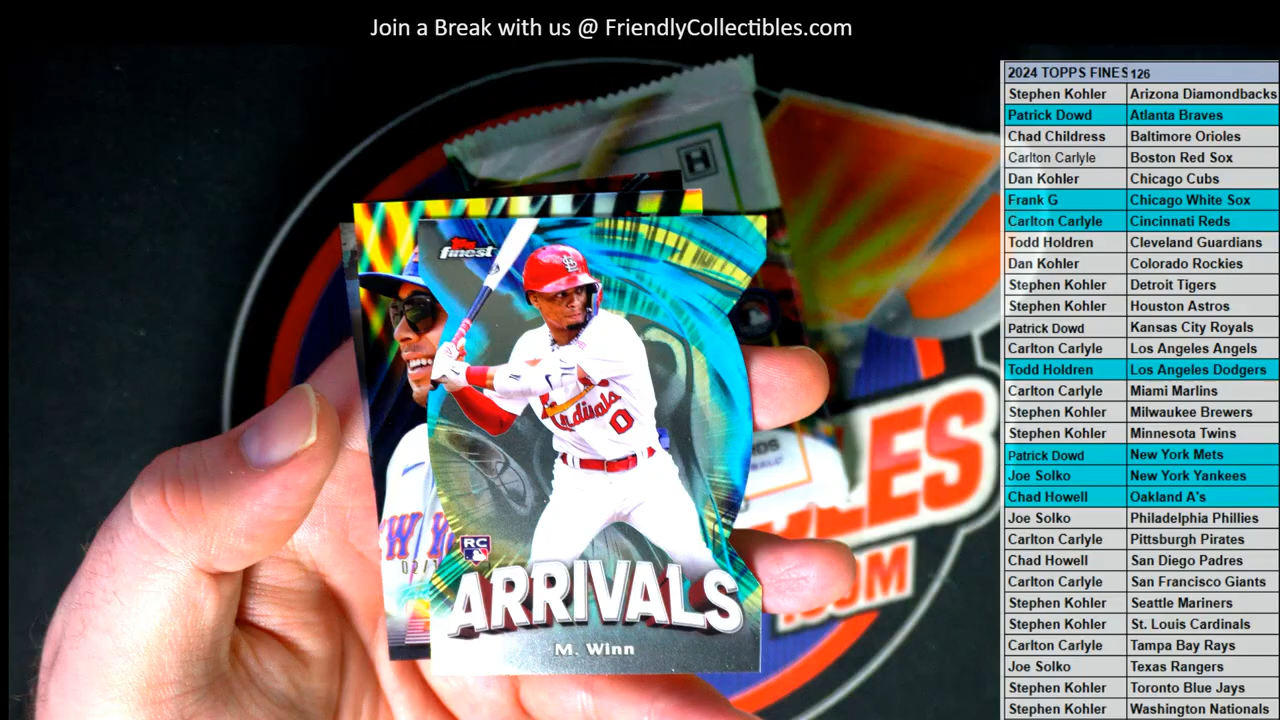 Join a Break with us @ FriendlyCollectibles.com
2024 TOPPS FINES 126
Stephen Kohler Arizona Diamondbacks
Patrick Dowd Atlanta Braves
Chad Childress Baltimore Orioles
Carlton Carlyle Boston Red Sox
Dan Kohler Chicago Cubs
Frank G Chicago White Sox
Carlton Carlyle Cincinnati Reds
Todd Holdren Cleveland Guardians
Dan Kohler Colorado Rockies
Stephen Kohler Detroit Tigers
Stephen Kohler Houston Astros
Patrick Dowd Kansas City Royals
Carlton Carlyle Los Angeles Angels
Todd Holdren Los Angeles Dodgers
Carlton Carlyle Miami Marlins
Stephen Kohler Milwaukee Brewers
Stephen Kohler Minnesota Twins
Patrick Dowd New York Mets
Joe Solko New York Yankees
Chad Howell Oakland A's
Joe Solko Philadelphia Phillies
Carlton Carlyle Pittsburgh Pirates
Chad Howell San Diego Padres
Carlton Carlyle San Francisco Giants
Stephen Kohler Seattle Mariners
Stephen Kohler St. Louis Cardinals
Carlton Carlyle Tampa Bay Rays
Joe Solko Texas Rangers
Stephen Kohler Toronto Blue Jays
Stephen Kohler Washington Nationals
Topps
finest
StL
Cardinals
0
RC
ARRIVALS
M. Winn
H